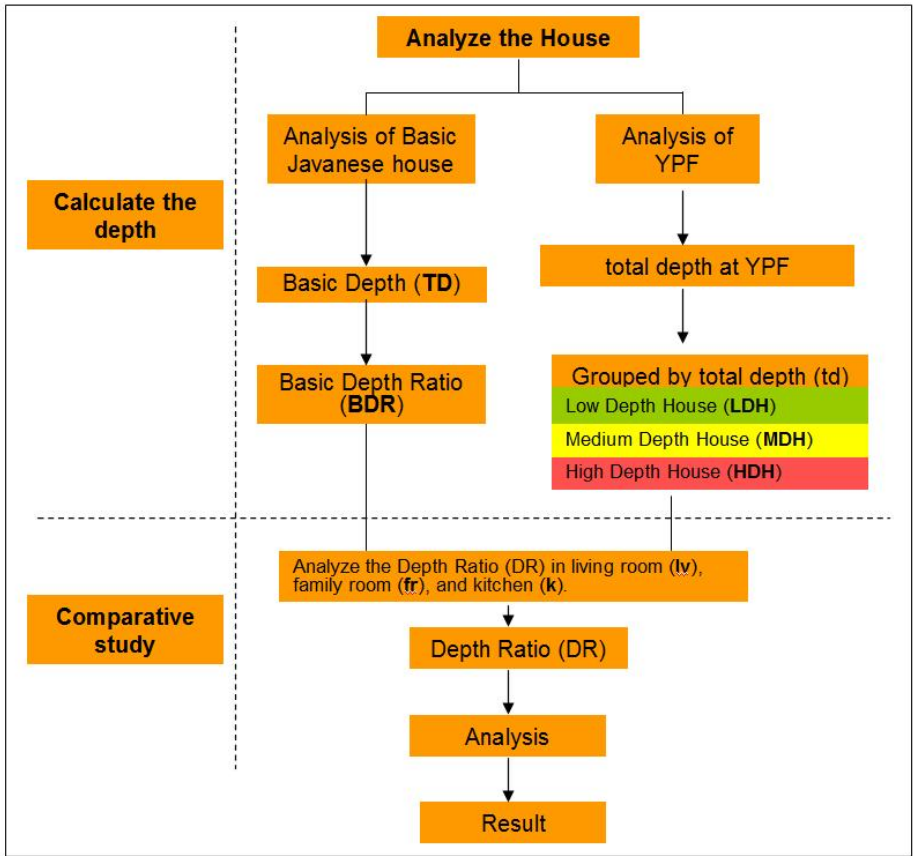 Analyze the House
Analysis of Basic
Javanese house
Analysis of
YPF
Calculate the
depth
Basic Depth (TD)
total depth at YPF
Basic Depth Ratio
(BDR)
Grouped by total depth (td)
Low Depth House (LDH)
Medium Depth House (MDH)
High Depth House (HDH)
Analyze the Depth Ratio (DR) in living room (lv),
family room (fr), and kitchen (k).
Comparative
study
Depth Ratio (DR)
Analysis
Result